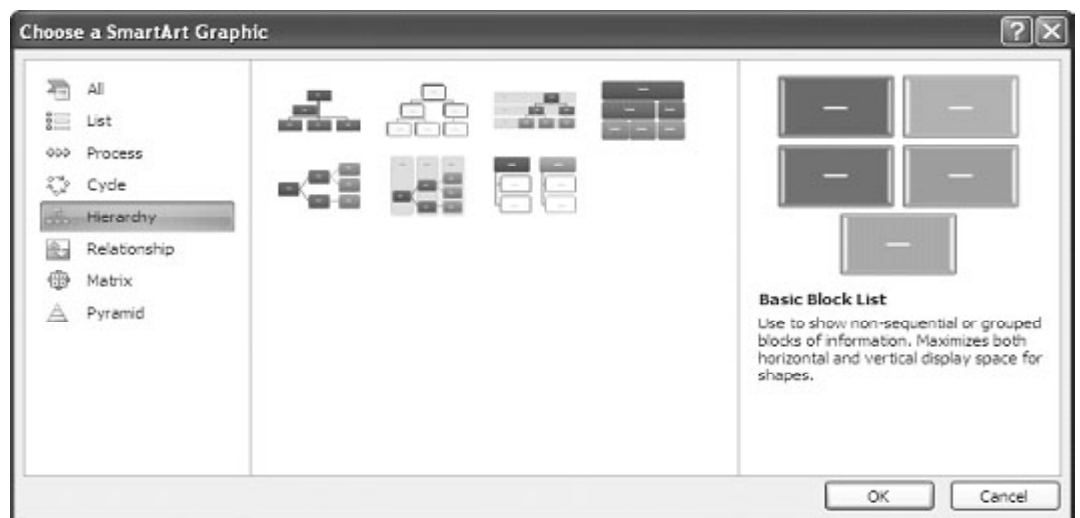 Choose a SmartArt Graphic
All
List
Process
Cycle
Hierarchy
Relationship
Matrix
Pyramid
Basic Block List
Use to show non-sequential or grouped
blocks of information. Maximizes both
horizontal and vertical display space for
shapes.
OK Cancel